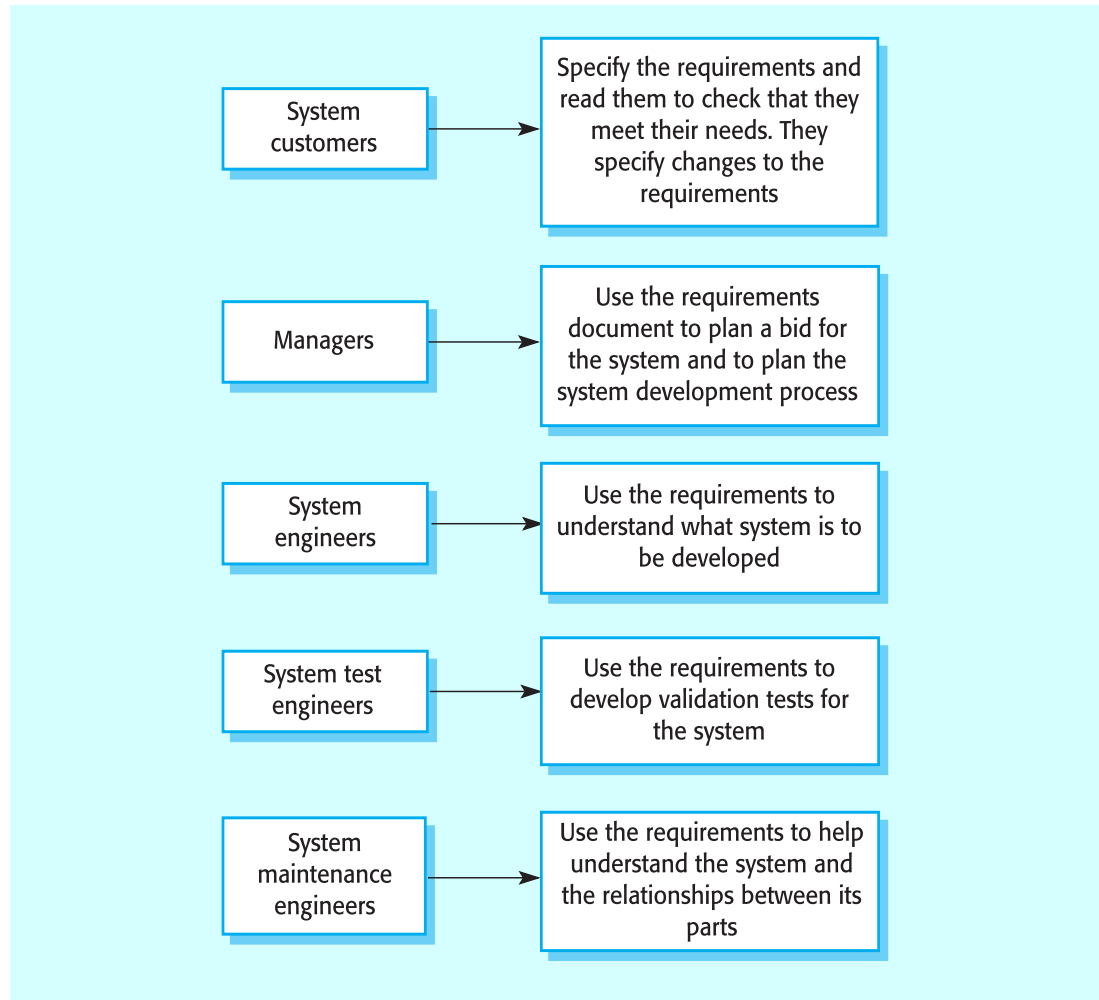 System
customers
Specify the requirements and
read them to check that they
meet their needs. They
specify changes to the
requirements
Managers
Use the requirements
document to plan a bid for
the system and to plan the
system development process
System
engineers
Use the requirements to
understand what system is to
be developed
System test
engineers
Use the requirements to
develop validation tests for
the system
System
maintenance
engineers
Use the requirements to help
understand the system and
the relationships between its
parts